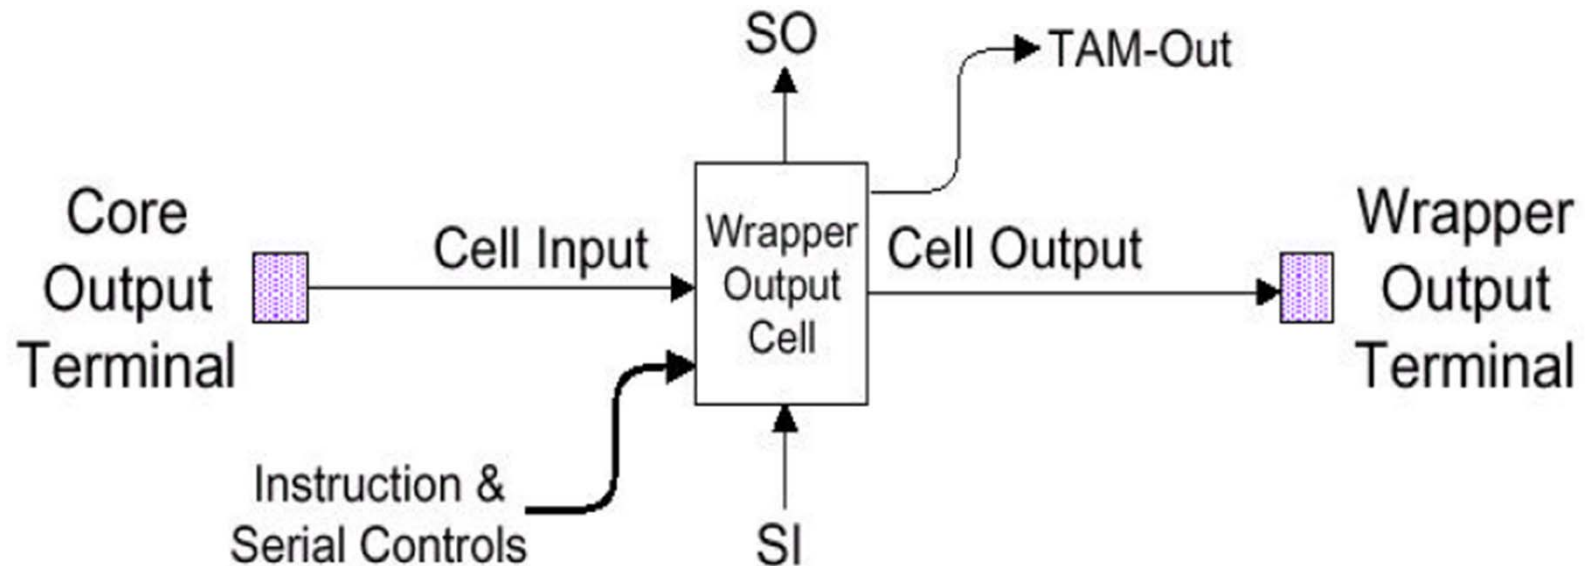 SO
TAM-Out
Core
Output
Terminal
Cell Input
Wrapper
Output
Cell
Cell Output
Wrapper
Output
Terminal
Instruction &
Serial Controls
SI